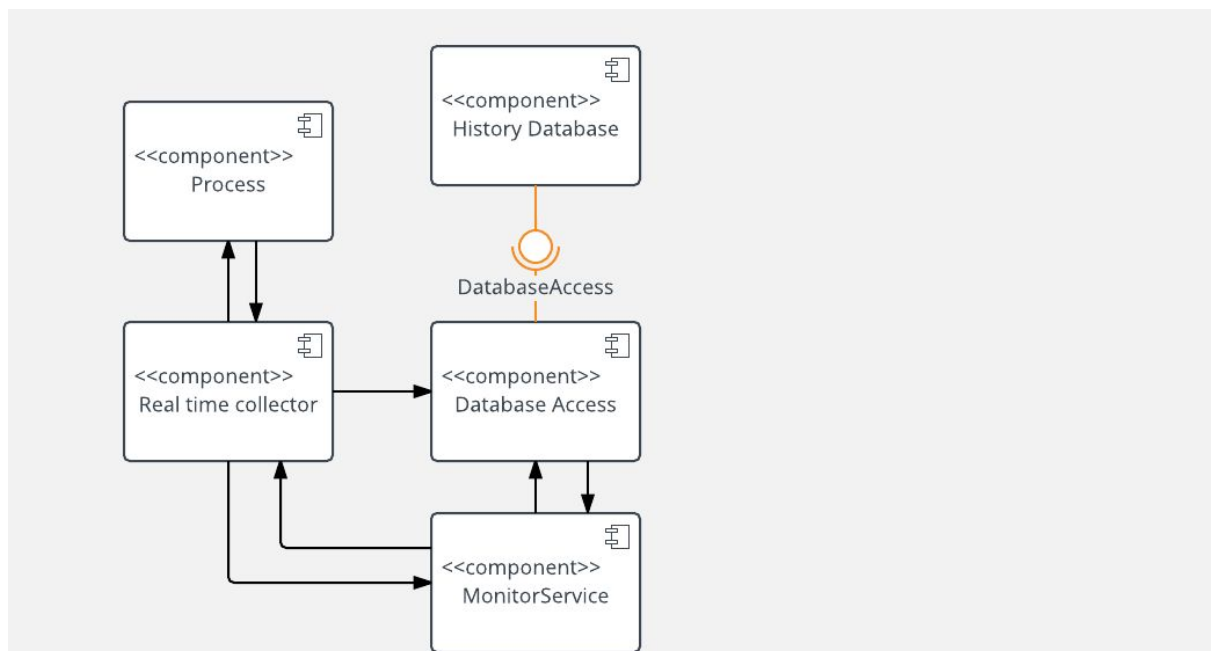 <<component>>
History Database
<<component>>
Process
DatabaseAccess
<<component>>
Real time collector
<<component>>
Database Access
<<component>>
MonitorService